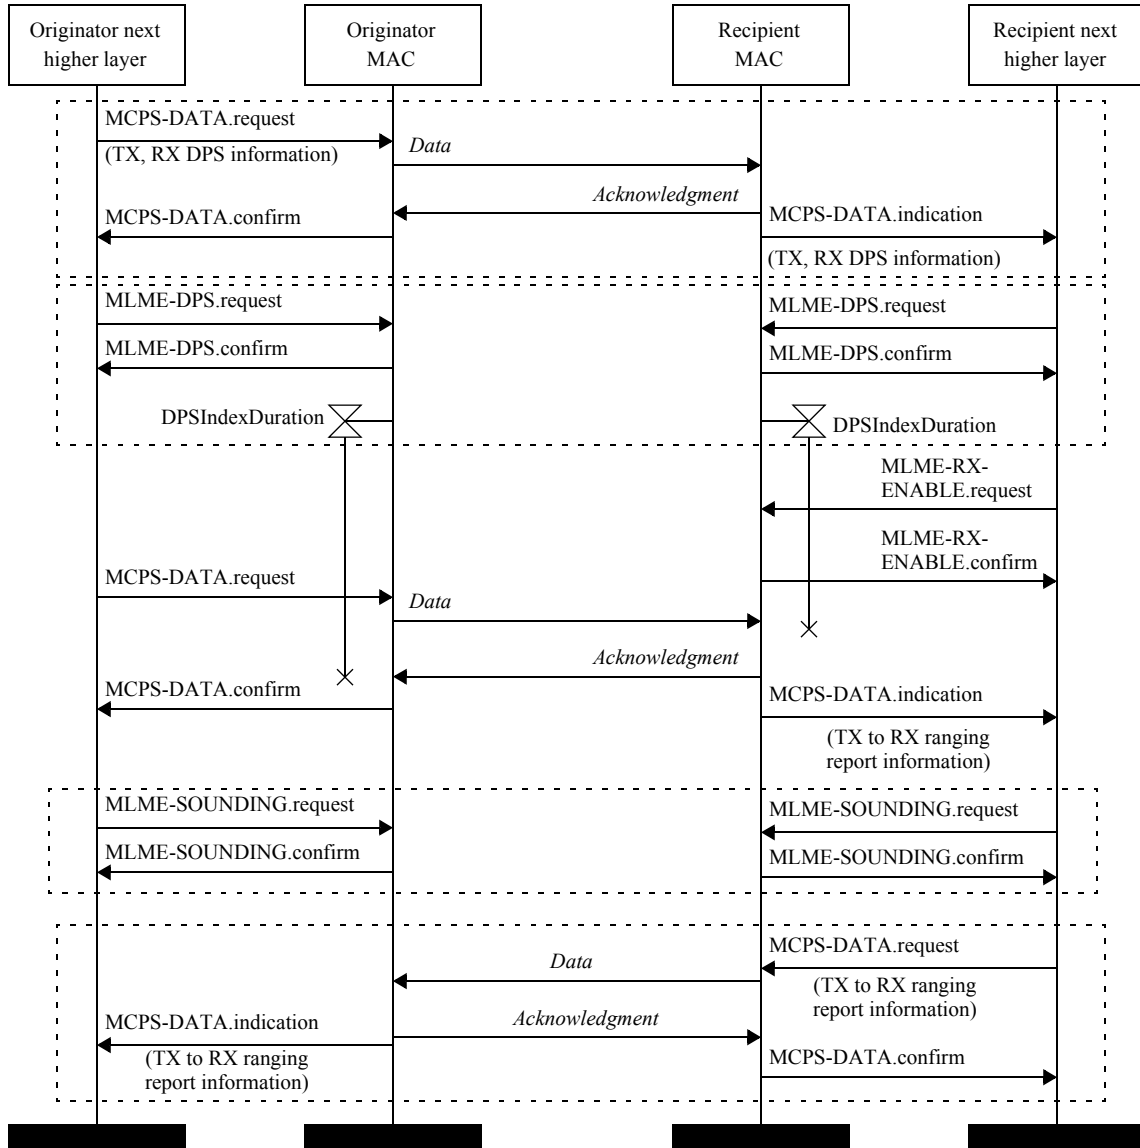 Originator next
higher layer
Originator
MAC
Recipient
MAC
Recipient next
higher layer
MCPS-DATA.request
(TX, RX DPS information)
Data
Acknowledgment
MCPS-DATA.confirm
MCPS-DATA.indication
(TX, RX DPS information)
MLME-DPS.request
MLME-DPS.request
MLME-DPS.confirm
MLME-DPS.confirm
DPSIndexDuration
DPSIndexDuration
MLME-RX-
ENABLE.request
MLME-RX-
ENABLE.confirm
MCPS-DATA.request
Data
Acknowledgment
MCPS-DATA.confirm
MCPS-DATA.indication
(TX to RX ranging
report information)
MLME-SOUNDING.request
MLME-SOUNDING.request
MLME-SOUNDING.confirm
MLME-SOUNDING.confirm
MCPS-DATA.request
Data
(TX to RX ranging
report information)
Acknowledgment
MCPS-DATA.indication
(TX to RX ranging
report information)
MCPS-DATA.confirm